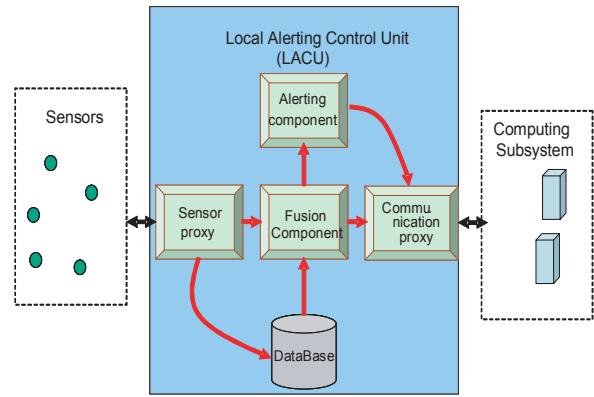 Local Alerting Control Unit
(LACU)
Sensors
Alerting
component
Computing
Subsystem
Sensor
proxy
Fusion
Component
Commu.
nication
proxy
DataBase